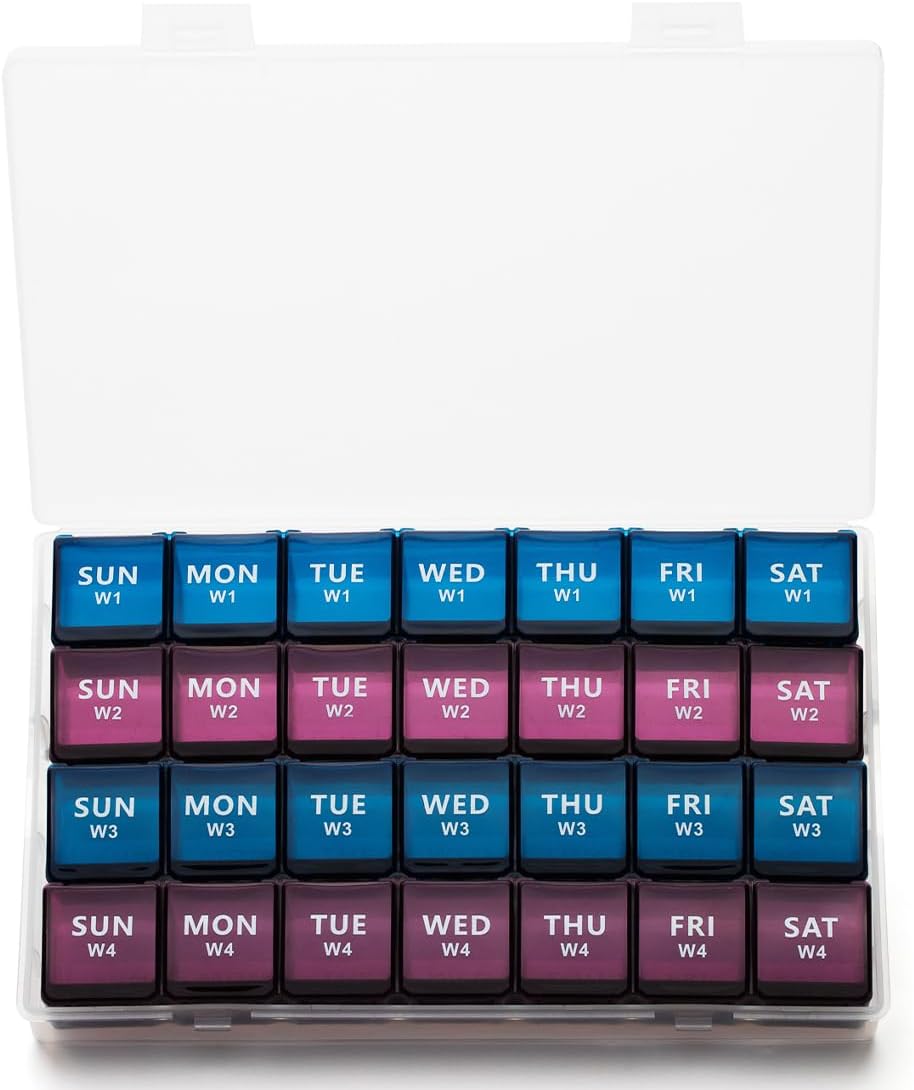 SUN MON TUE WED THU FRI SAT
W1 W1 W1 W1 W1 W1 W1
SUN MON TUE WED THU FRI SAT
W2 W2 W2 W2 W2 W2 W2
SUN MON TUE WED THU FRI SAT
W3 W3 W3 W3 W3 W3 W3
SUN MON TUE WED THU FRI SAT
W4 W4 W4 W4 W4 W4 W4